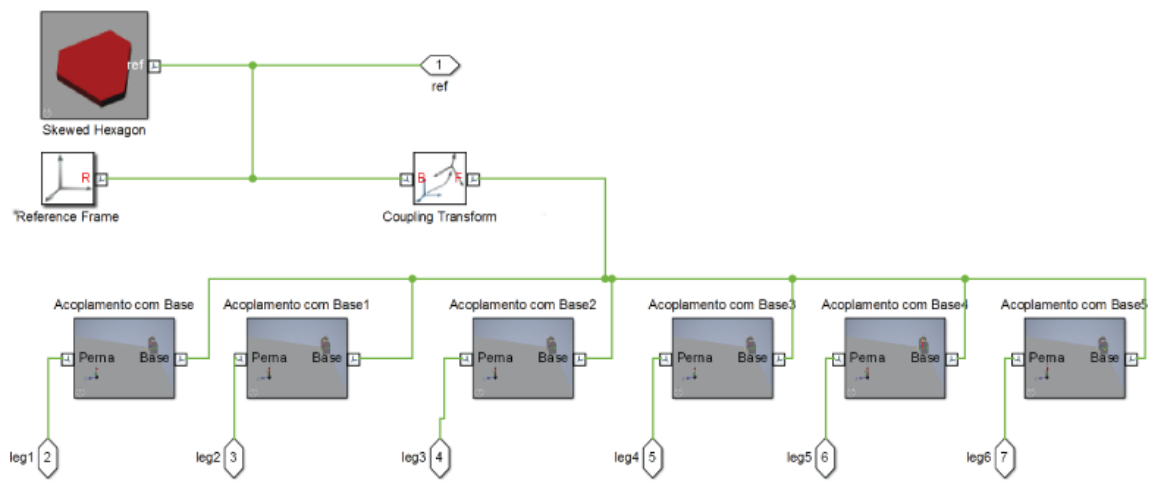 ref
Skewed Hexagon
1
ref
R
Reference Frame
B F
Coupling Transform
Acoplamento com Base
Acoplamento com Base1
Acoplamento com Base2
Acoplamento com Base3
Acoplamento com Base4
Acoplamento com Base5
Perna Base
Perna Base
Perna Base
Perna Base
Perna Base
Perna Base
leg1 2
leg2 3
leg3 4
leg4 5
leg5 6
leg6 7